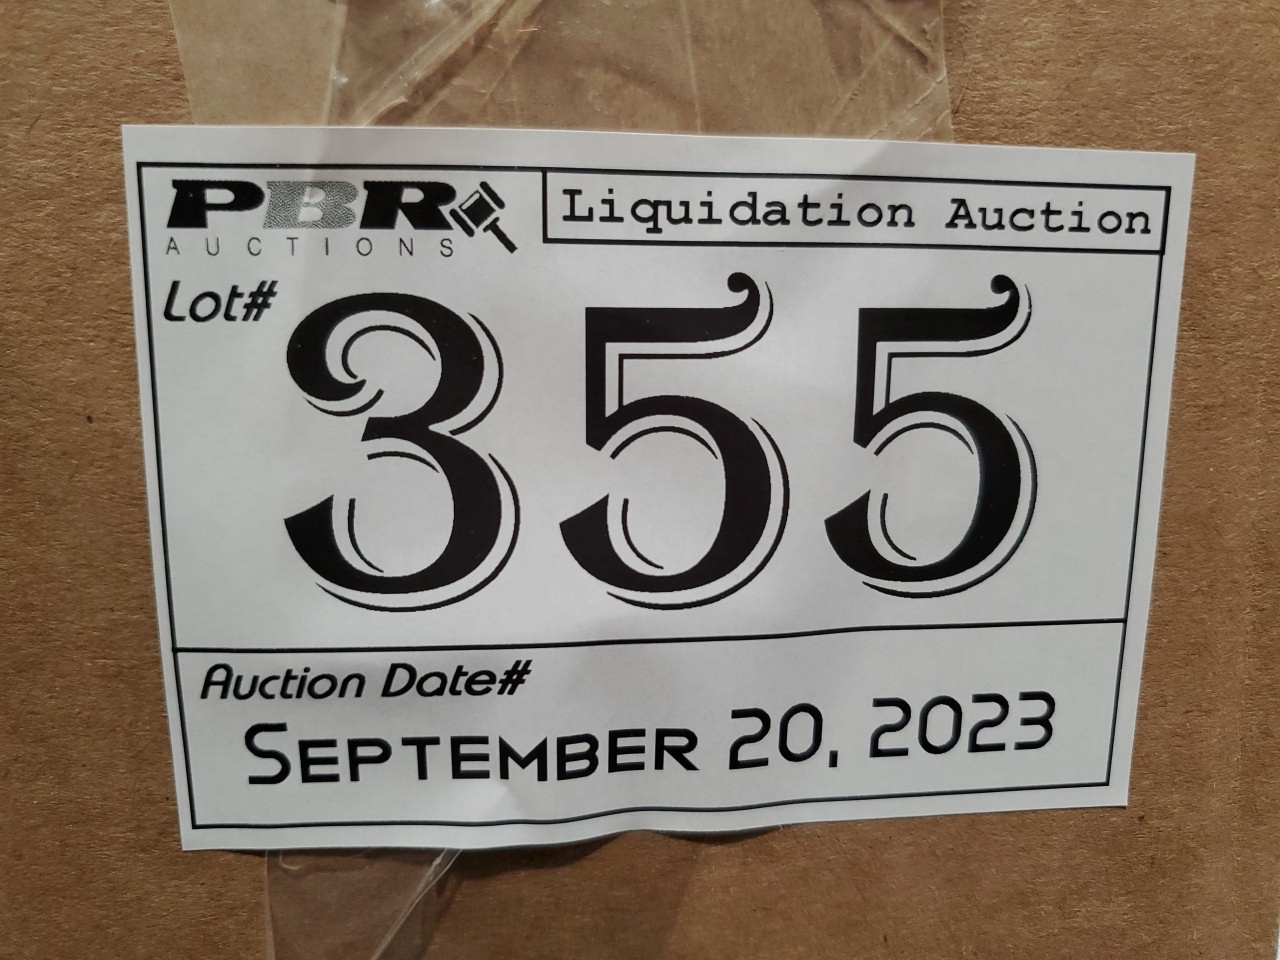 PBR
AUCTIONS
Liquidation Auction
Lot#
355
Auction Date#
SEPTEMBER 20, 2023